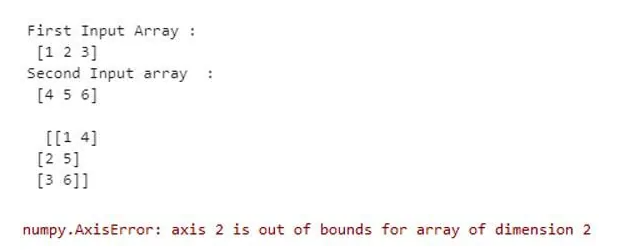 First Input Array :
[1 2 3]
Second Input array  :
[4 5 6]
[[1 4]
[2 5]
[3 6]]
numpy.AxisError: axis 2 is out of bounds for array of dimension 2